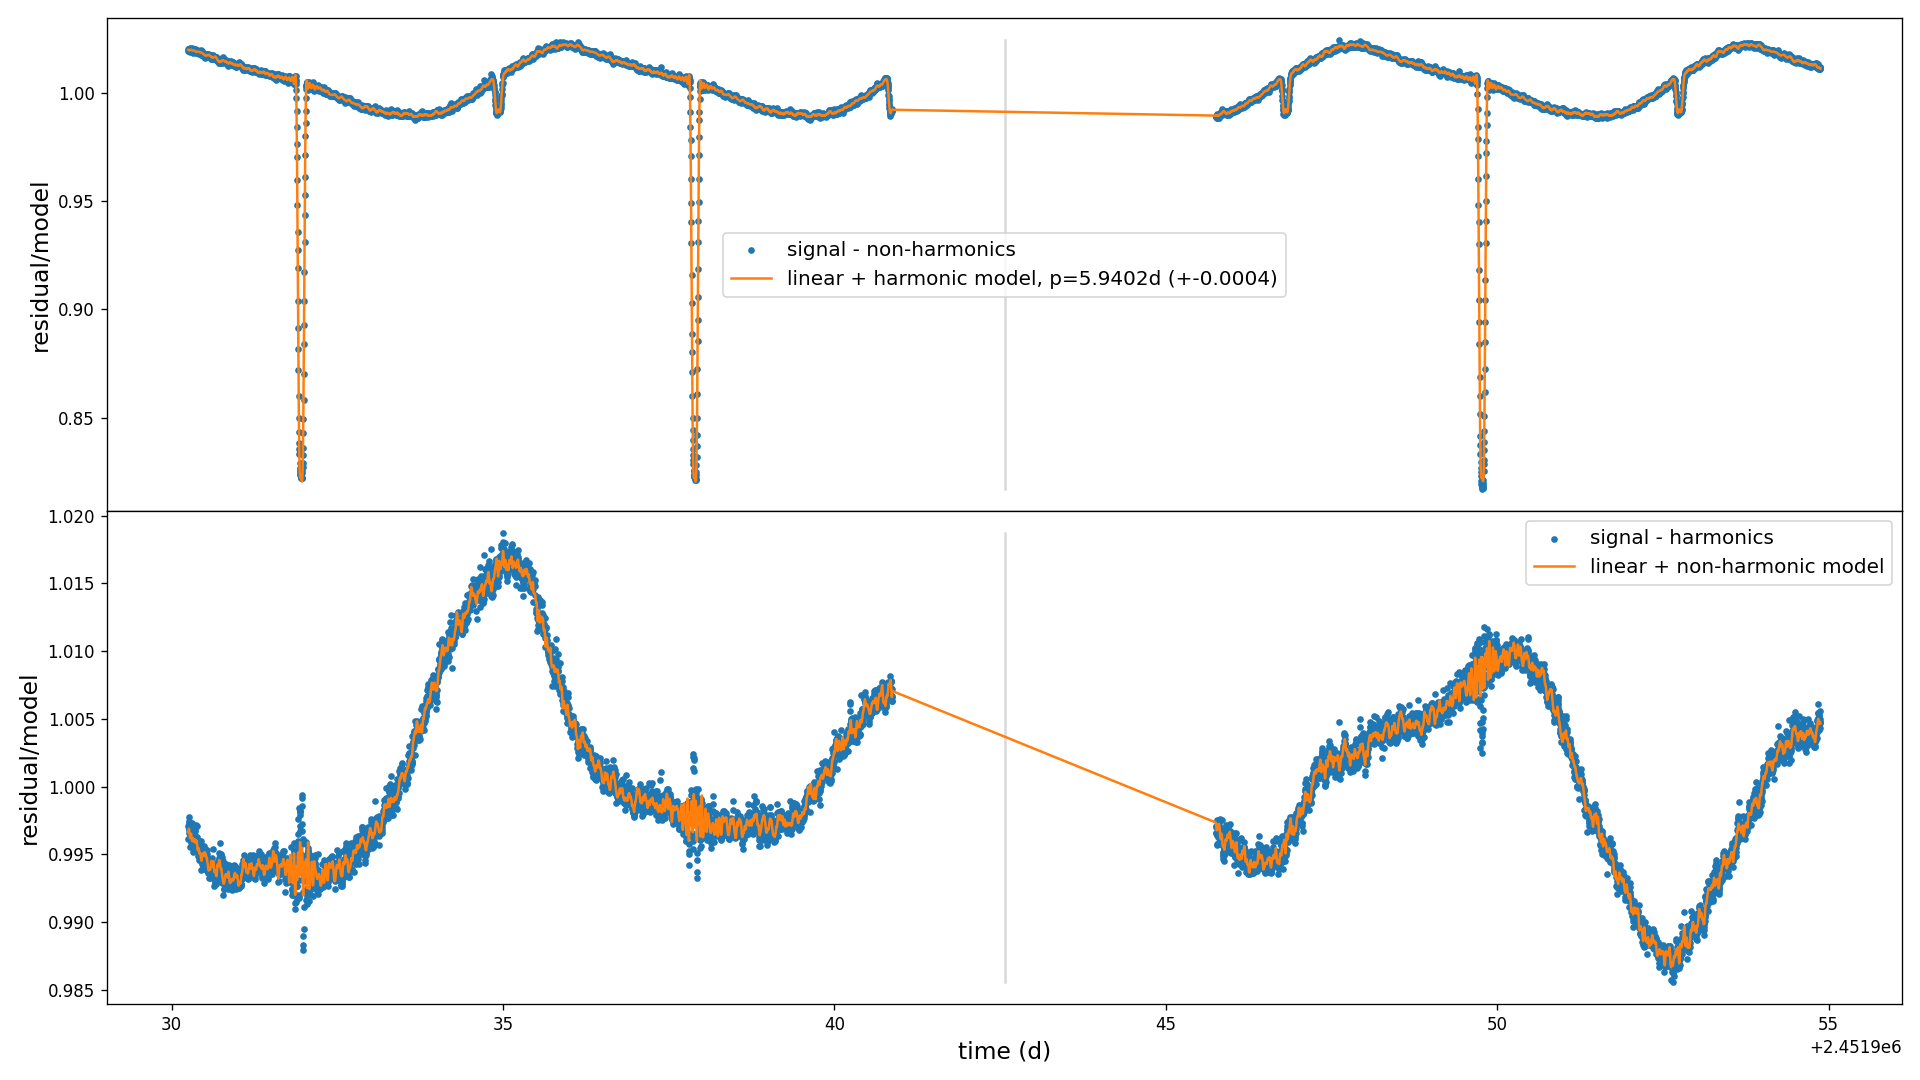 1.00
0.95
0.90
0.85
residual/model
signal - non-harmonics
linear + harmonic model, p=5.9402d (+-0.0004)
1.020
1.015
1.010
1.005
1.000
0.995
0.990
0.985
residual/model
signal - harmonics
linear + non-harmonic model
30
35
40
45
50
55
time (d)
+2.4519e6